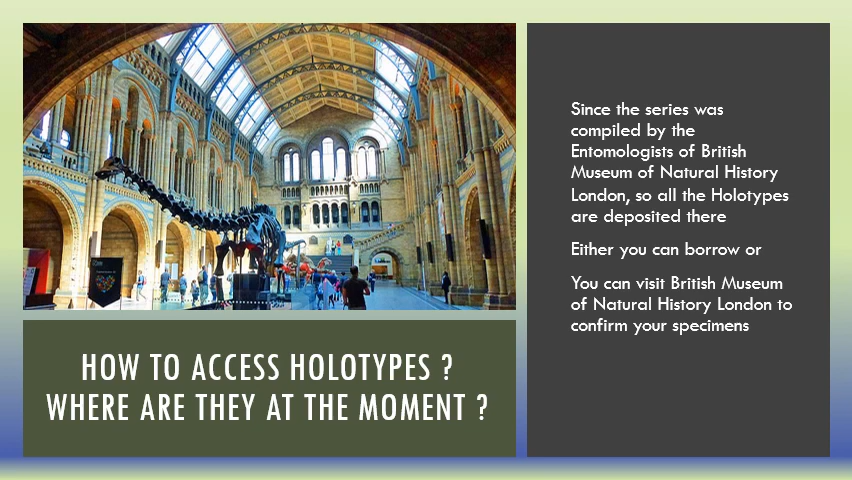 HOW TO ACCESS HOLOTYPES ?
WHERE ARE THEY AT THE MOMENT ?
Since the series was
compiled by the
Entomologists of British
Museum of Natural History
London, so all the Holotypes
are deposited there
Either you can borrow or
You can visit British Museum
of Natural History London to
confirm your specimens